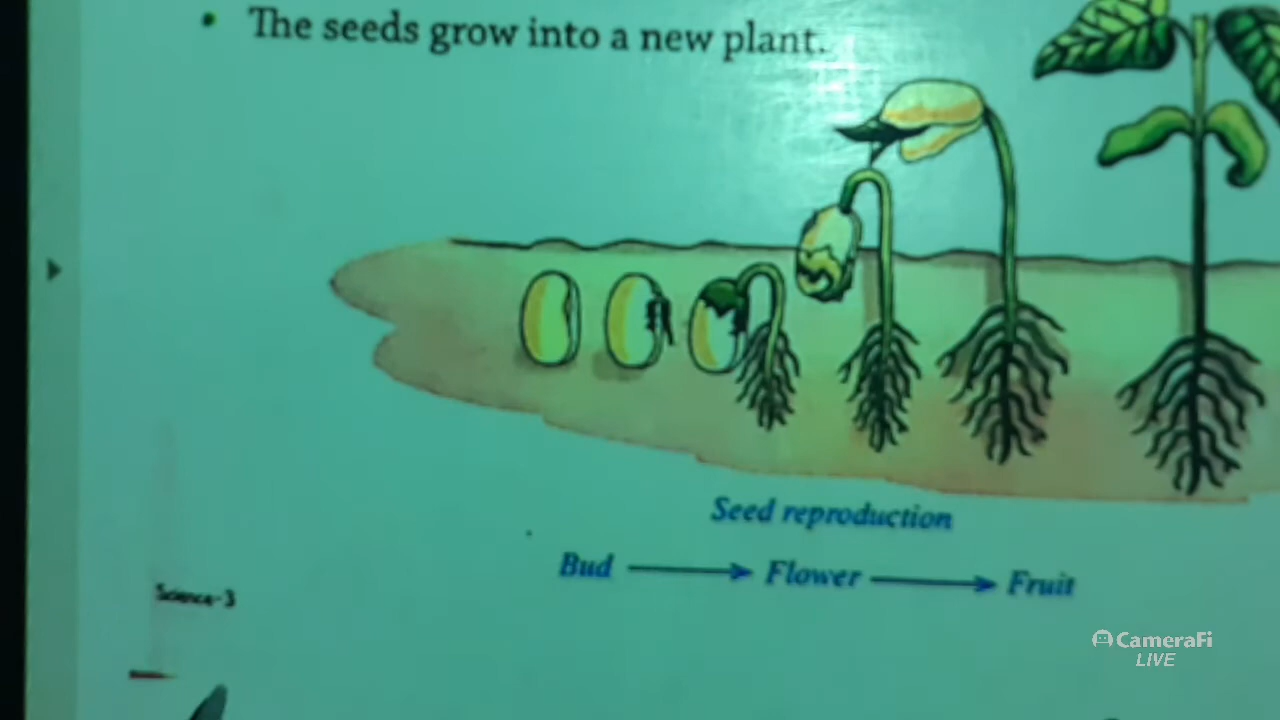 The seeds grow into a new plant.
Seed reproduction
Bud Flower Fruit
Science-3
CameraFi
LIVE